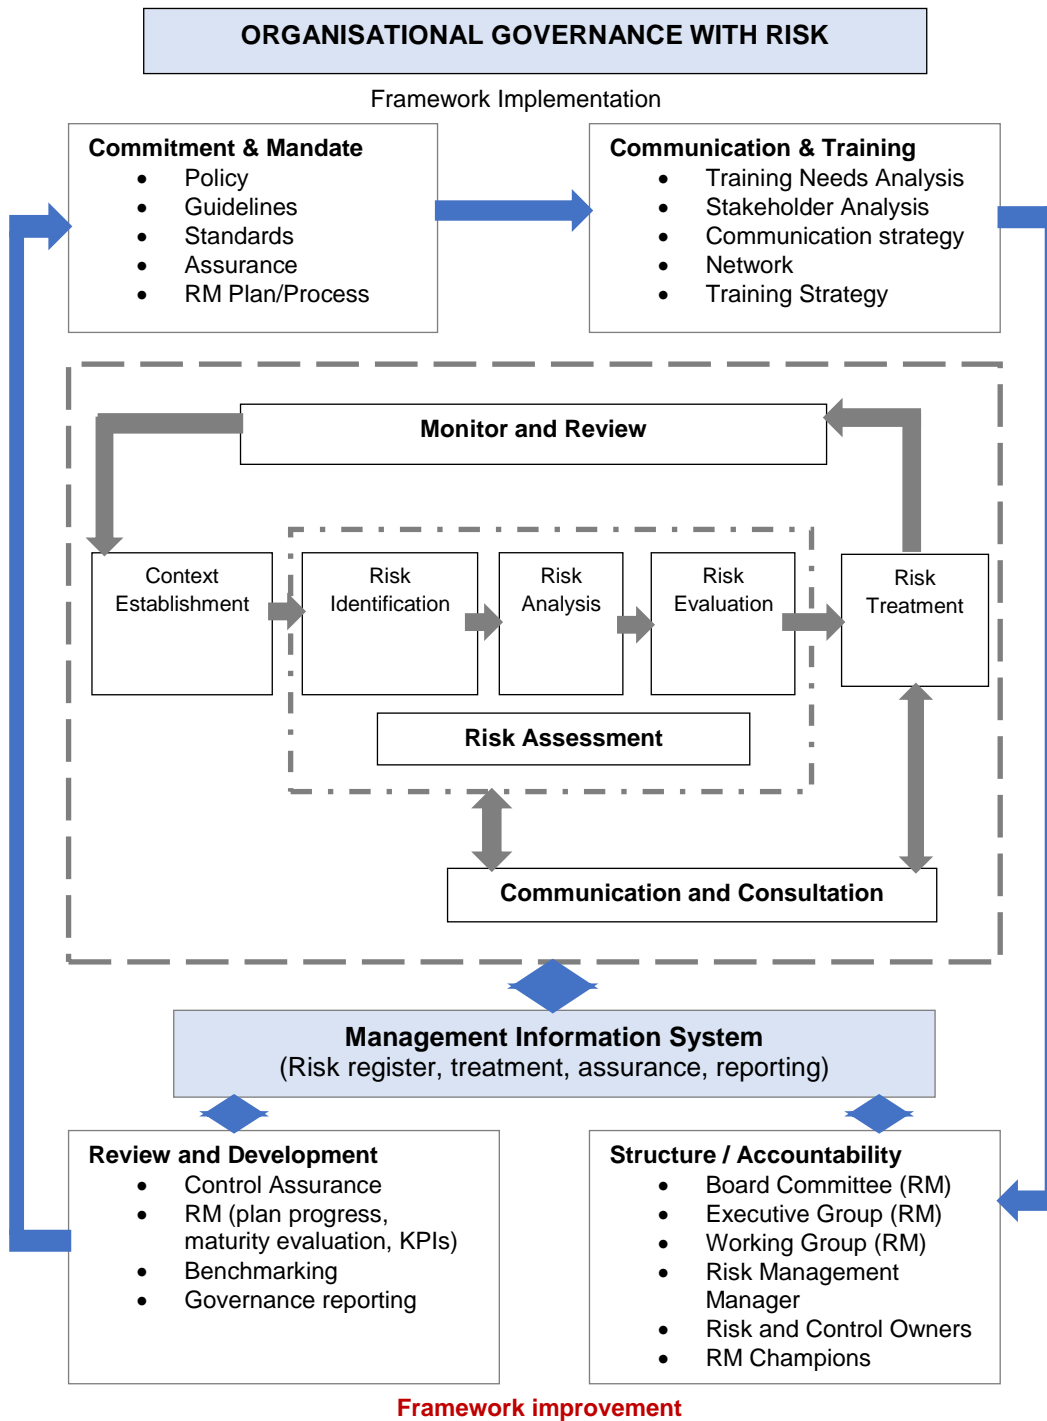 ORGANISATIONAL GOVERNANCE WITH RISK
Framework Implementation
Commitment & Mandate
• Policy
• Guidelines
• Standards
• Assurance
• RM Plan/Process
Communication & Training
• Training Needs Analysis
• Stakeholder Analysis
• Communication strategy
• Network
• Training Strategy
Monitor and Review
Context
Establishment
Risk
Identification
Risk
Analysis
Risk
Evaluation
Risk
Treatment
Risk Assessment
Communication and Consultation
Management Information System
(Risk register, treatment, assurance, reporting)
Review and Development
• Control Assurance
• RM (plan progress,
maturity evaluation, KPIs)
• Benchmarking
• Governance reporting
Structure / Accountability
• Board Committee (RM)
• Executive Group (RM)
• Working Group (RM)
• Risk Management
Manager
• Risk and Control Owners
• RM Champions
Framework improvement